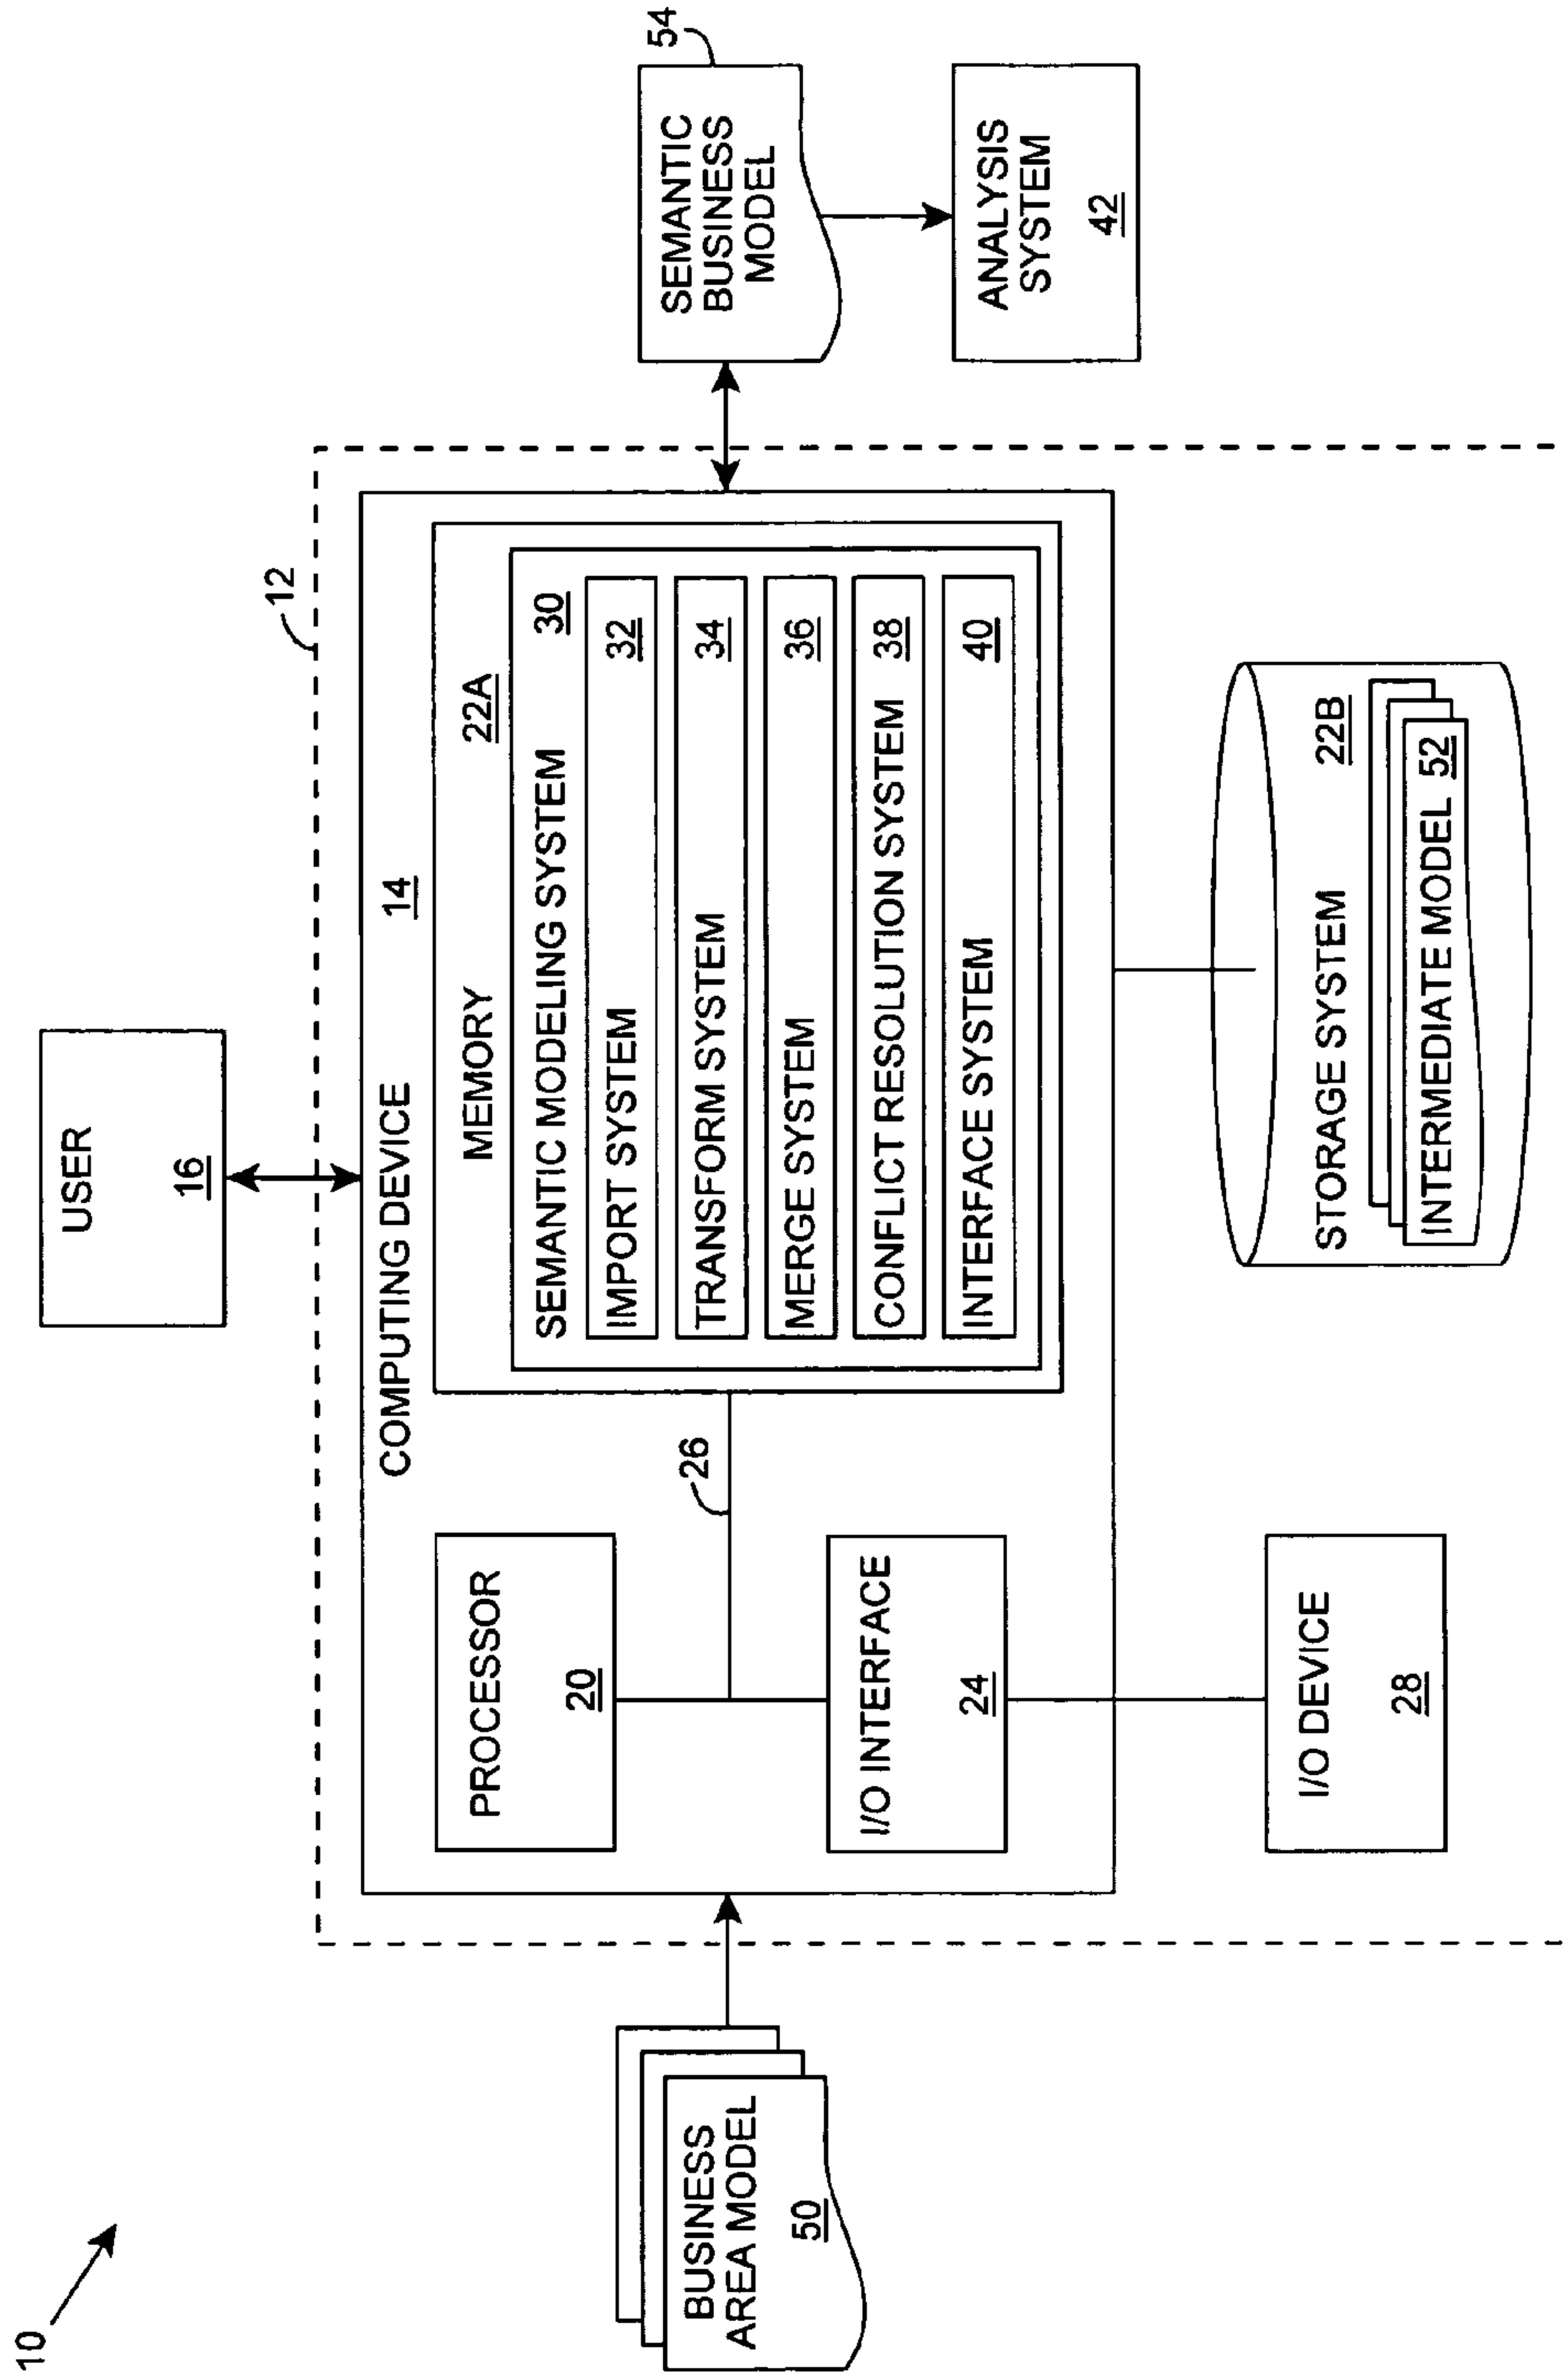 10
USER
16
12
COMPUTING DEVICE
14
PROCESSOR
20
MEMORY
22A
SEMANTIC MODELING SYSTEM
30
IMPORT SYSTEM
32
TRANSFORM SYSTEM
34
MERGE SYSTEM
36
CONFLICT RESOLUTION SYSTEM
38
INTERFACE SYSTEM
40
26
I/O INTERFACE
24
BUSINESS
AREA MODEL
50
SEMANTIC
BUSINESS
MODEL
54
ANALYSIS
SYSTEM
42
I/O DEVICE
28
STORAGE SYSTEM
22B
INTERMEDIATE MODEL
52